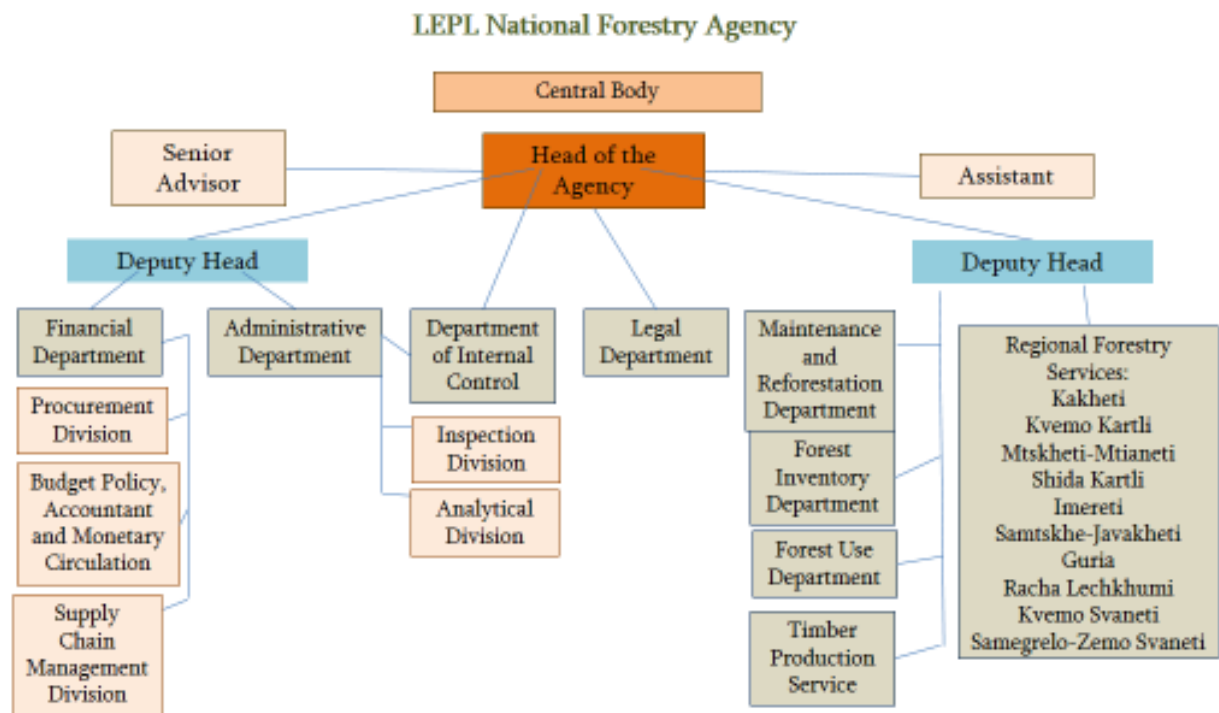 LEPL National Forestry Agency
Central Body
Senior
Advisor
Head of the
Agency
Assistant
Deputy Head
Deputy Head
Financial
Department
Administrative
Department
Department
of Internal
Control
Legal
Department
Maintenance
and
Reforestation
Department
Regional Forestry
Services:
Kakheti
Kvemo Kartli
Mtskheti-Mtianeti
Shida Kartli
Imereti
Samtskhe-Javakheti
Guria
Racha Lechkhumi
Kvemo Svaneti
Samegrelo-Zemo Svaneti
Procurement
Division
Inspection
Division
Forest
Inventory
Department
Budget Policy,
Accountant
and Monetary
Circulation
Analytical
Division
Forest Use
Department
Supply
Chain
Management
Division
Timber
Production
Service